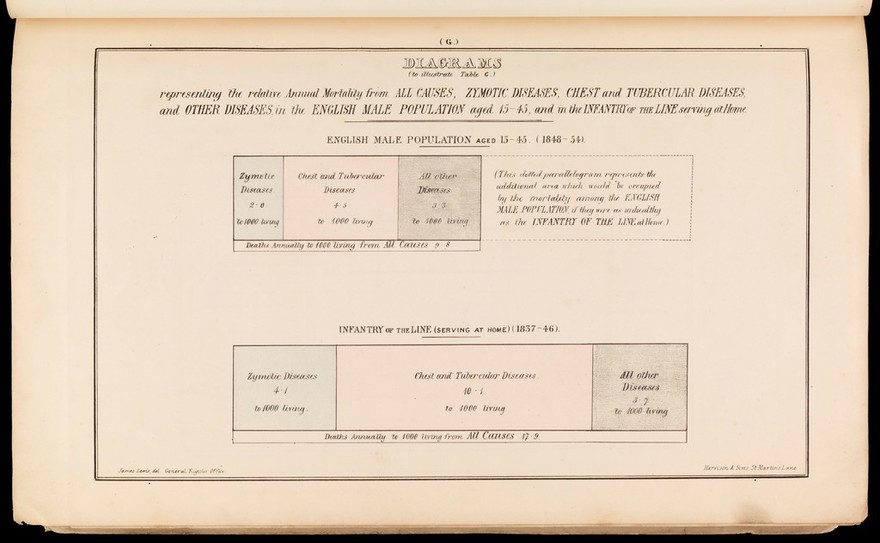 ( G. )
DIAGRAMS
(to illustrate Table G.)
representing the relative Annual Mortality from ALL CAUSES, ZYMOTIC DISEASES, CHEST and TUBERCULAR DISEASES,
and OTHER DISEASES, in the ENGLISH MALE POPULATION aged 15-45, and in the INFANTRY OF THE LINE serving at Home.
ENGLISH MALE POPULATION AGED 15-45. (1848-54).
Zymotic
Diseases
2·0
to 1000 living
Chest and Tubercular
Diseases
4·5
to 1000 living
All other
Diseases
3·3
to 1000 living
(This dotted parallelogram represents the
additional area which would be occupied
by the mortality among the ENGLISH
MALE POPULATION, if they were as unhealthy
as the INFANTRY OF THE LINE at Home.)
Deaths Annually to 1000 living from All Causes 9·8
INFANTRY OF THE LINE (SERVING AT HOME) (1837-46).
Zymotic Diseases
4·1
to 1000 living.
Chest and Tubercular Diseases
10·1
to 1000 living
All other
Diseases
3·7
to 1000 living
Deaths Annually to 1000 living from All Causes 17·9
James Lewis del. General Register Office.
Harrison & Sons, St Martins Lane